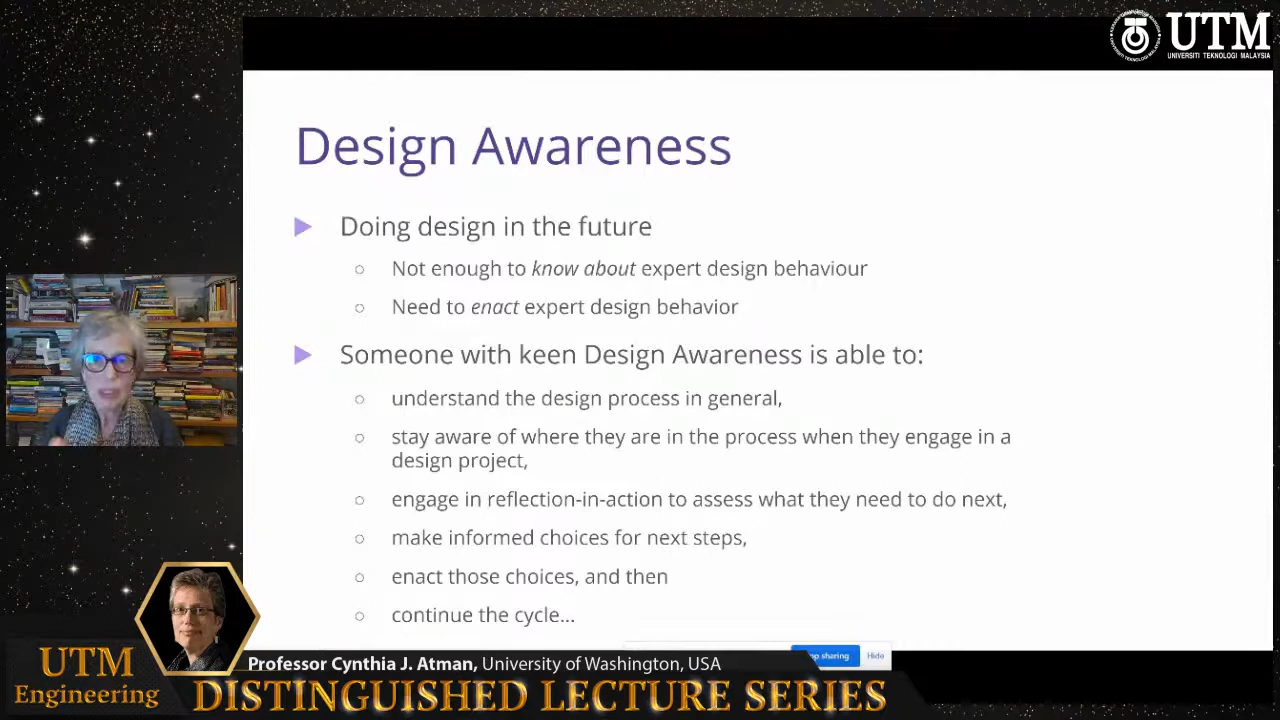 UTM
UNIVERSITI TEKNOLOGI MALAYSIA
Design Awareness
Doing design in the future
Not enough to know about expert design behaviour
Need to enact expert design behavior
Someone with keen Design Awareness is able to:
understand the design process in general,
stay aware of where they are in the process when they engage in a
design project,
engage in reflection-in-action to assess what they need to do next,
make informed choices for next steps,
enact those choices, and then
continue the cycle...
sharing
Hide
UTM
Engineering
Professor Cynthia J. Atman, University of Washington, USA
DISTINGUISHED LECTURE SERIES